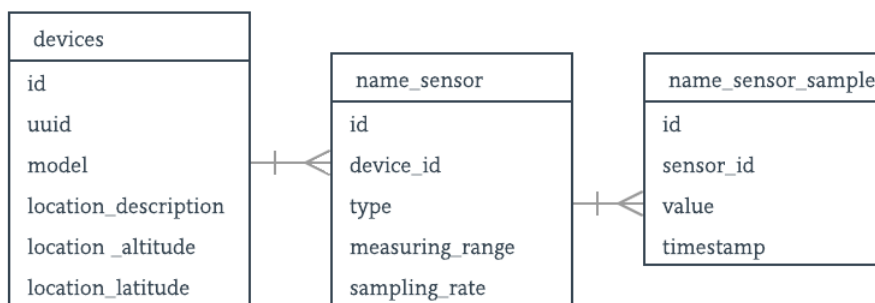 devices
id
uuid
model
location_description
location _altitude
location_latitude
name_sensor
id
device_id
type
measuring_range
sampling_rate
name_sensor_sample
id
sensor_id
value
timestamp